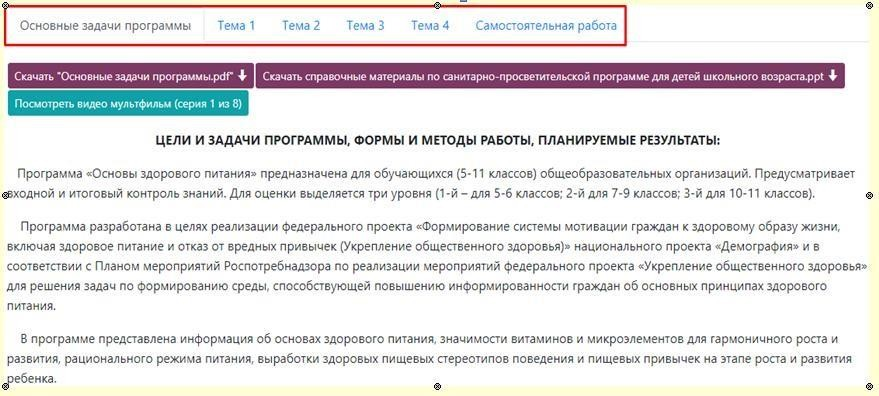 Основные задачи программы Тема 1 Тема 2 Тема 3 Тема 4 Самостоятельная работа
Скачать "Основные задачи программы.pdf" Скачать справочные материалы по санитарно-просветительской программе для детей школьного возраста.ppt
Посмотреть видео мультфильм (серия 1 из 8)
ЦЕЛИ И ЗАДАЧИ ПРОГРАММЫ, ФОРМЫ И МЕТОДЫ РАБОТЫ, ПЛАНИРУЕМЫЕ РЕЗУЛЬТАТЫ:
Программа «Основы здорового питания» предназначена для обучающихся (5-11 классов) общеобразовательных организаций. Предусматривает
входной и итоговый контроль знаний. Для оценки выделяется три уровня (1-й – для 5-6 классов; 2-й для 7-9 классов; 3-й для 10-11 классов).
Программа разработана в целях реализации федерального проекта «Формирование системы мотивации граждан к здоровому образу жизни,
включая здоровое питание и отказ от вредных привычек (Укрепление общественного здоровья)» национального проекта «Демография» и в
соответствии с Планом мероприятий Роспотребнадзора по реализации мероприятий федерального проекта «Укрепление общественного здоровья»
для решения задач по формированию среды, способствующей повышению информированности граждан об основных принципах здорового
питания.
В программе представлена информация об основах здорового питания, значимости витаминов и микроэлементов для гармоничного роста и
развития, рационального режима питания, выработки здоровых пищевых стереотипов поведения и пищевых привычек на этапе роста и развития
ребенка.